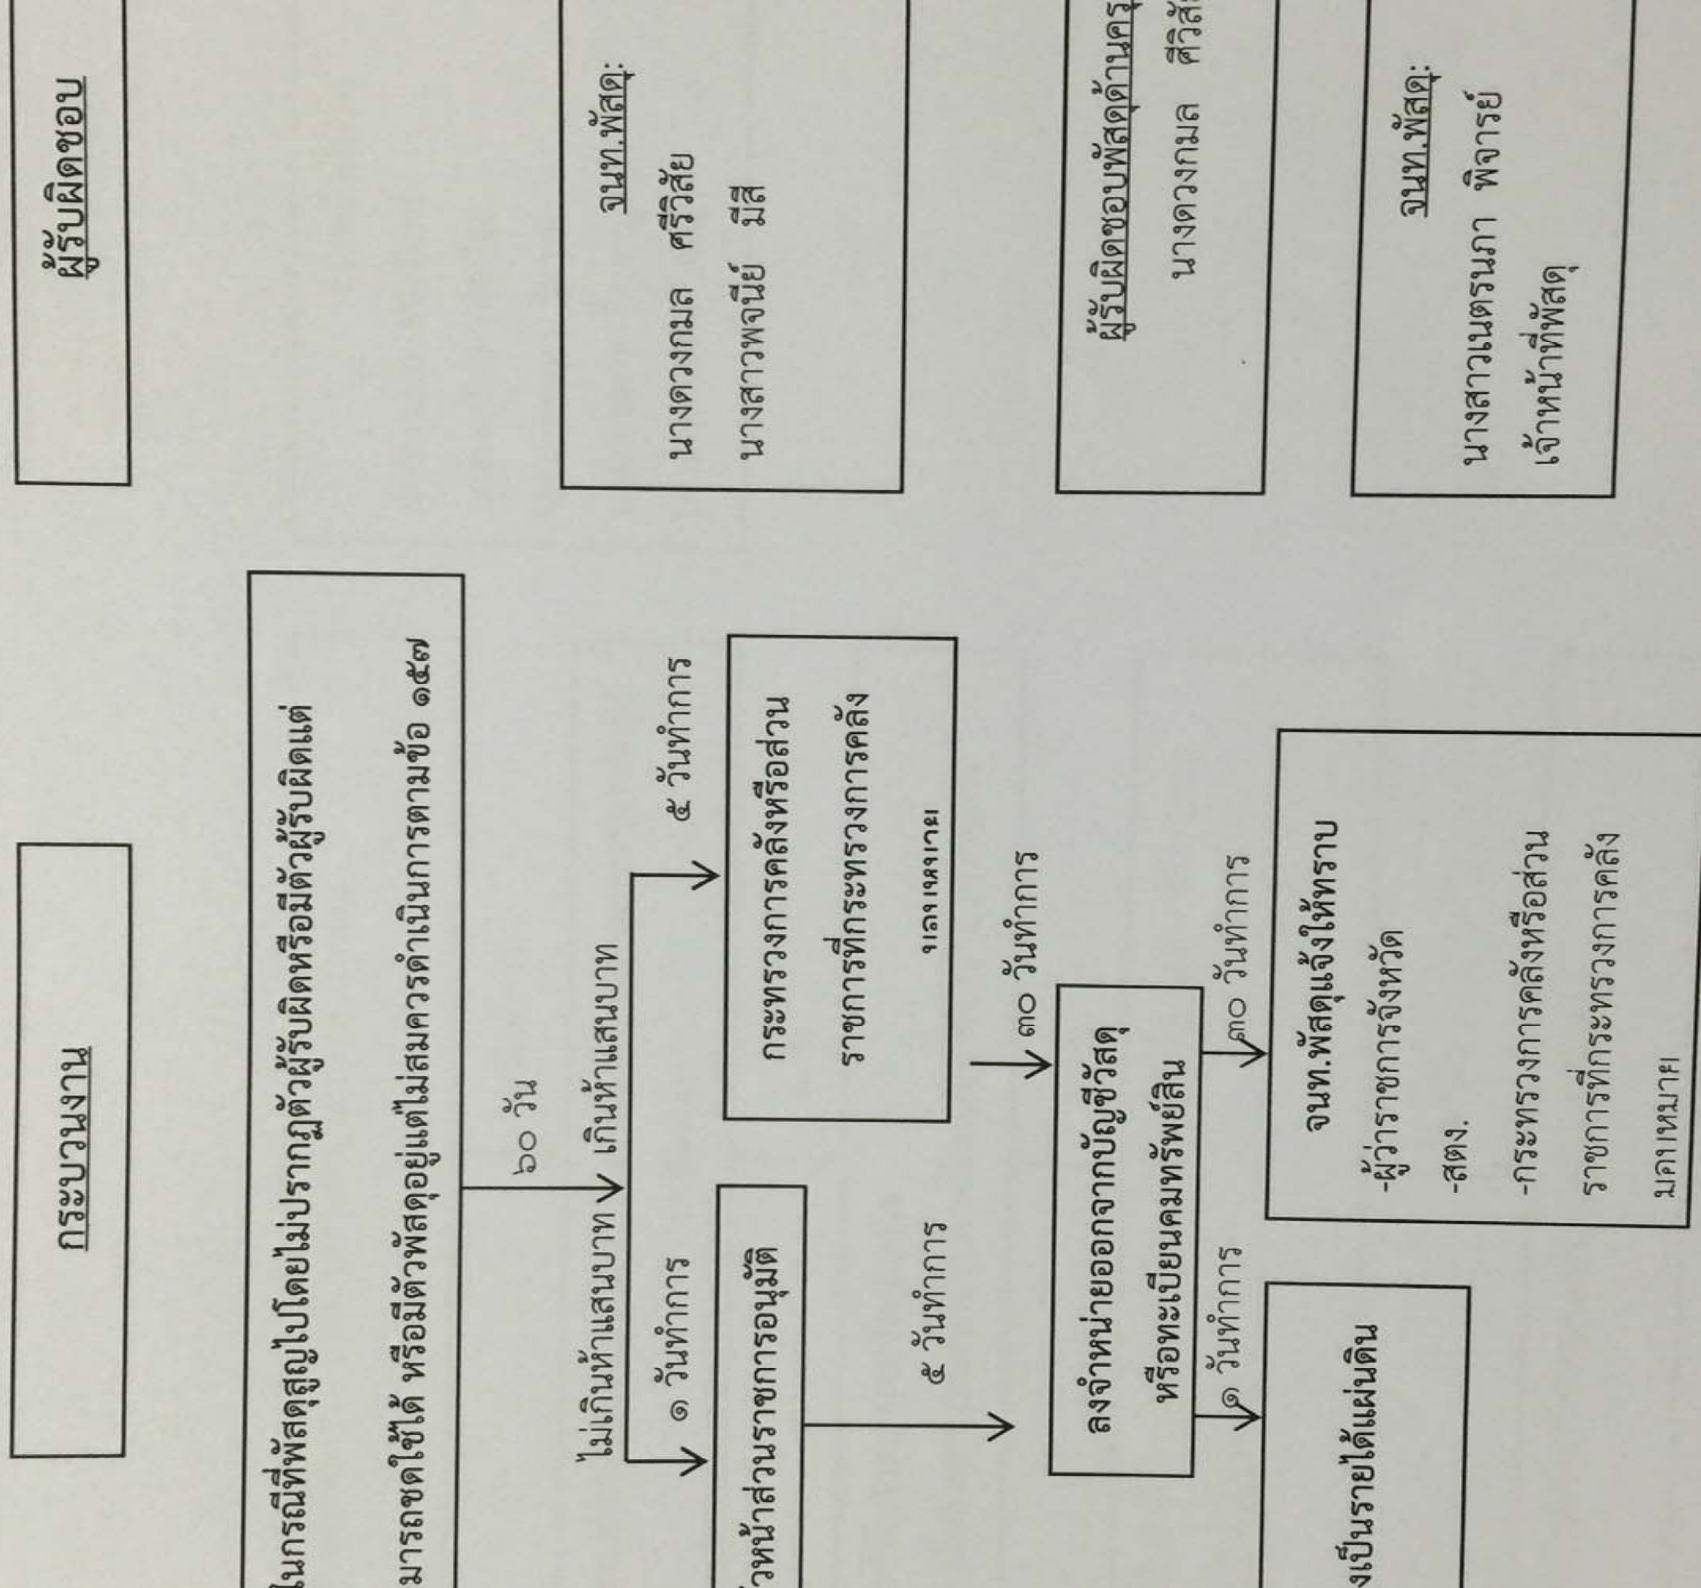 กระบวนงาน
ผู้รับผิดชอบ
ในกรณีที่พัสดุสูญไปโดยไม่ปรากฏตัวผู้รับผิดหรือมีตัวผู้รับผิดแต่
มารถชดใช้ได้ หรือมีตัวพัสดุอยู่แต่ไม่สมควรดำเนินการตามข้อ ๑๕๗
๖๐ วัน
ไม่เกินห้าแสนบาท
เกินห้าแสนบาท
๑ วันทำการ
๕ วันทำการ
จนท.พัสดุ:
นางดวงกมล ศรีวิสัย
นางสาวพจนีย์ มีสี
วหน้าส่วนราชการอนุมัติ
กระทรวงการคลังหรือส่วน
ราชการที่กระทรวงการคลัง
๕ วันทำการ
๓๐ วันทำการ
ลงจำหน่ายออกจากบัญชีวัสดุ
หรือทะเบียนคมทรัพย์สิน
ผู้รับผิดชอบพัสดุด้านครุ
นางดวงกมล ศีวิสัย
๑ วันทำการ
๓๐ วันทำการ
งเป็นรายได้แผ่นดิน
จนท.พัสดุแจ้งให้ทราบ
-ผู้ว่าราชการจังหวัด
-สตง.
-กระทรวงการคลังหรือส่วน
ราชการที่กระทรวงการคลัง
จนท.พัสดุ:
นางสาวเนตรนภา พิจารย์
เจ้าหน้าที่พัสดุ